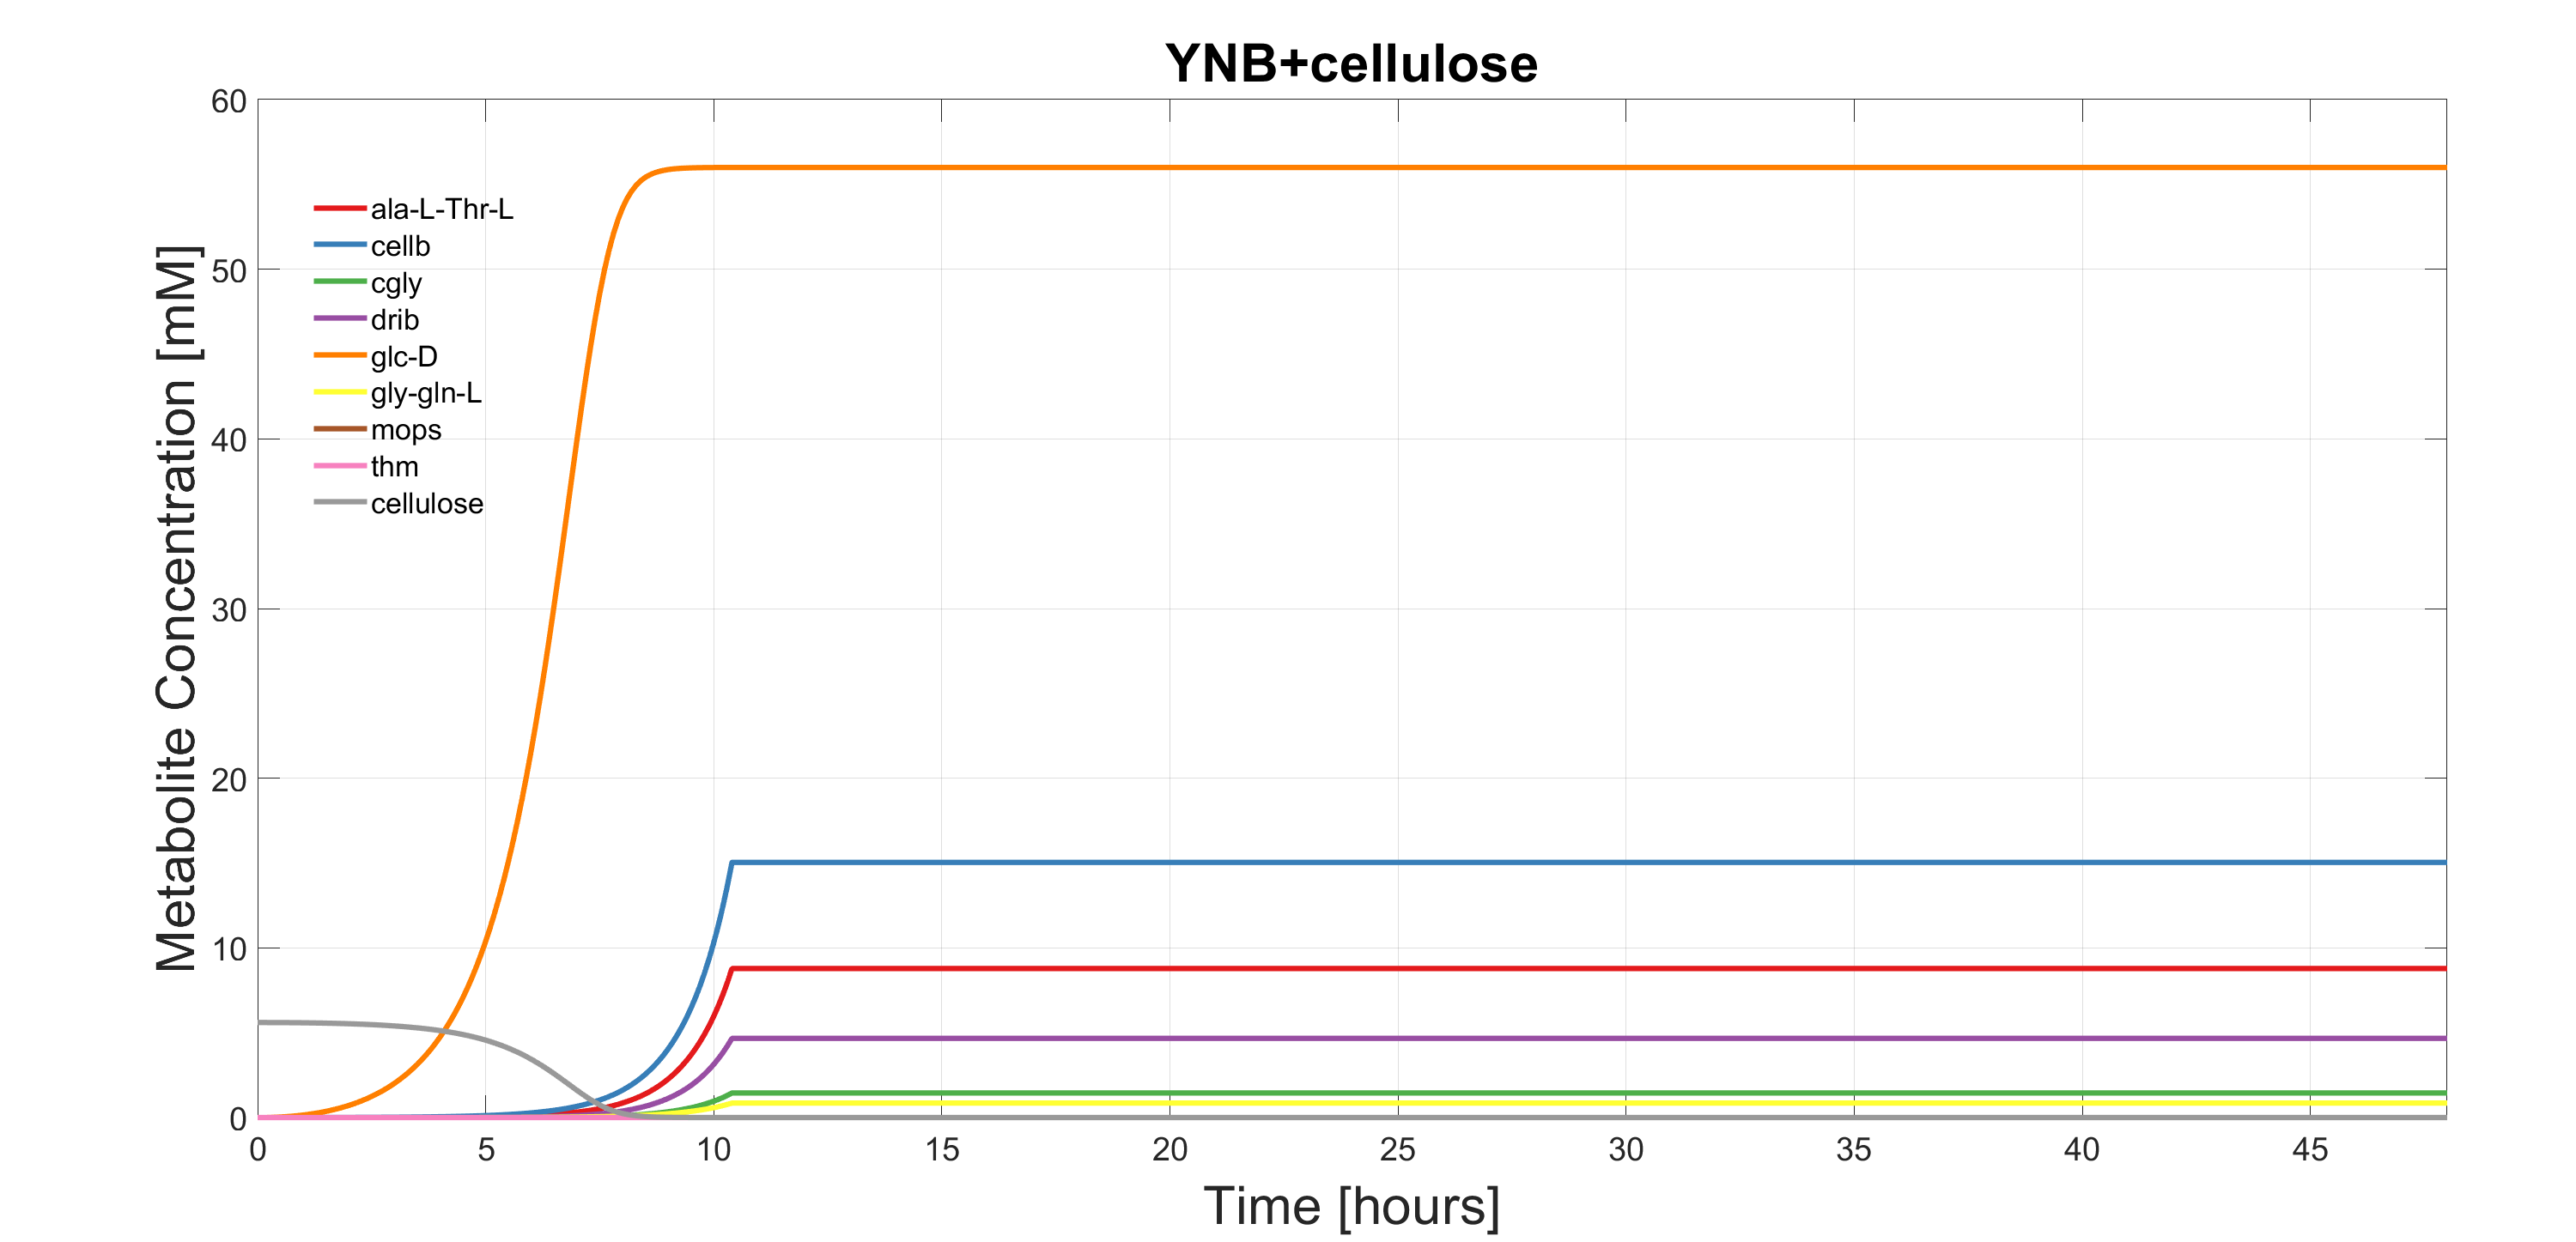 YNB+cellulose
Metabolite Concentration [mM]
60
50
40
30
20
10
0
ala-L-Thr-L
cellb
cgly
drib
glc-D
gly-gln-L
mops
thm
cellulose
0 5 10 15 20 25 30 35 40 45
Time [hours]